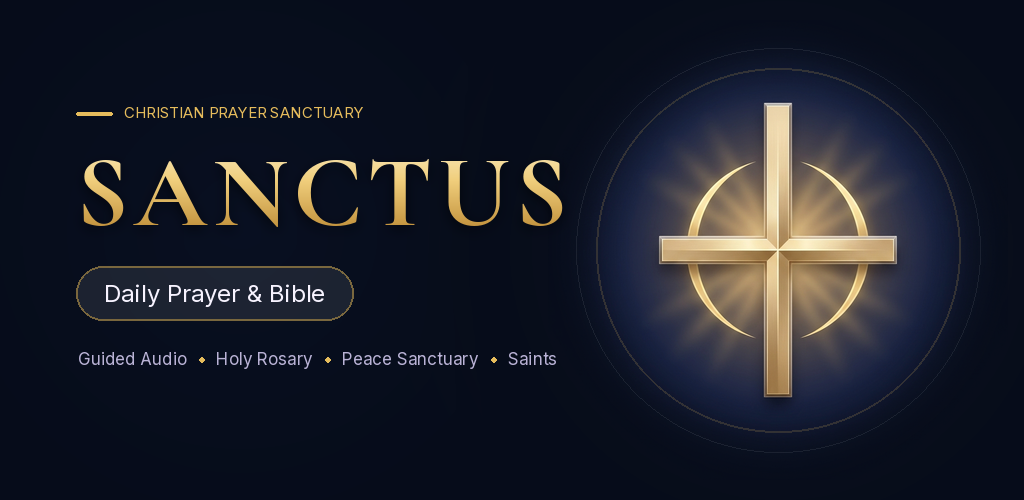 CHRISTIAN PRAYER SANCTUARY
SANCTUS
Daily Prayer & Bible
Guided Audio ◆ Holy Rosary ◆ Peace Sanctuary ◆ Saints